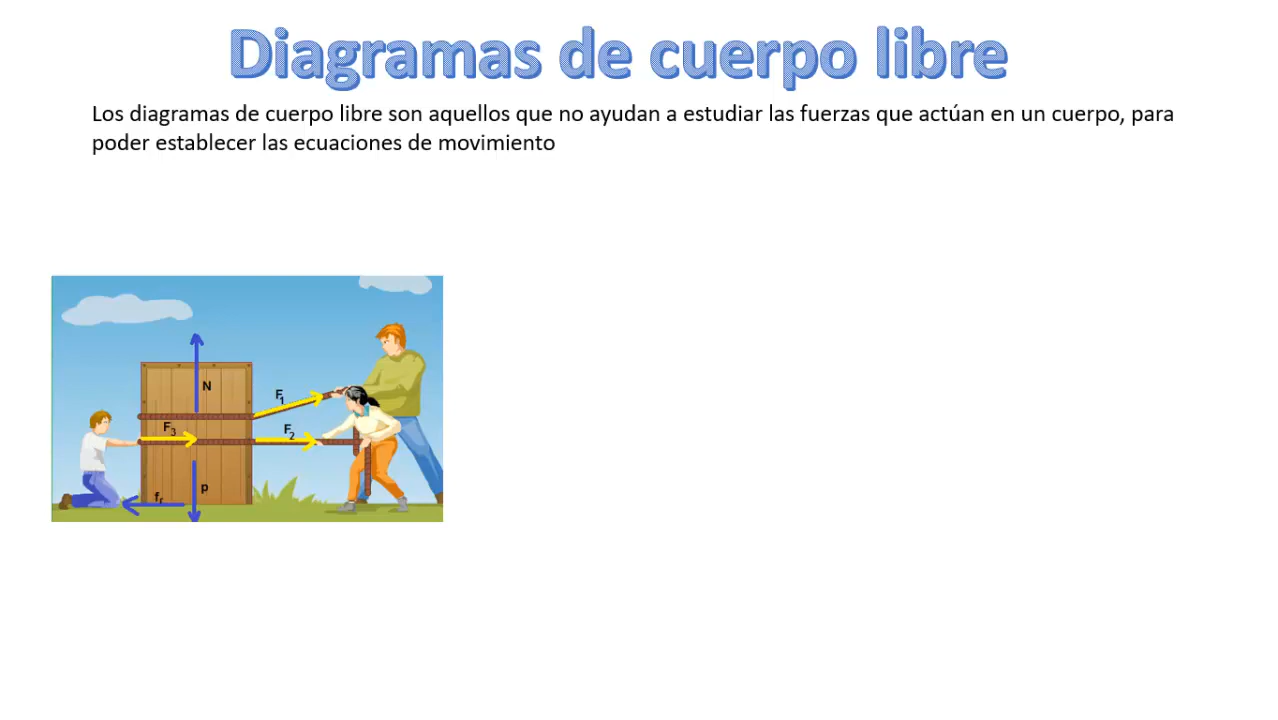 Diagramas de cuerpo libre
Los diagramas de cuerpo libre son aquellos que no ayudan a estudiar las fuerzas que actúan en un cuerpo, para
poder establecer las ecuaciones de movimiento
N
F1
F3
F2
p
fr